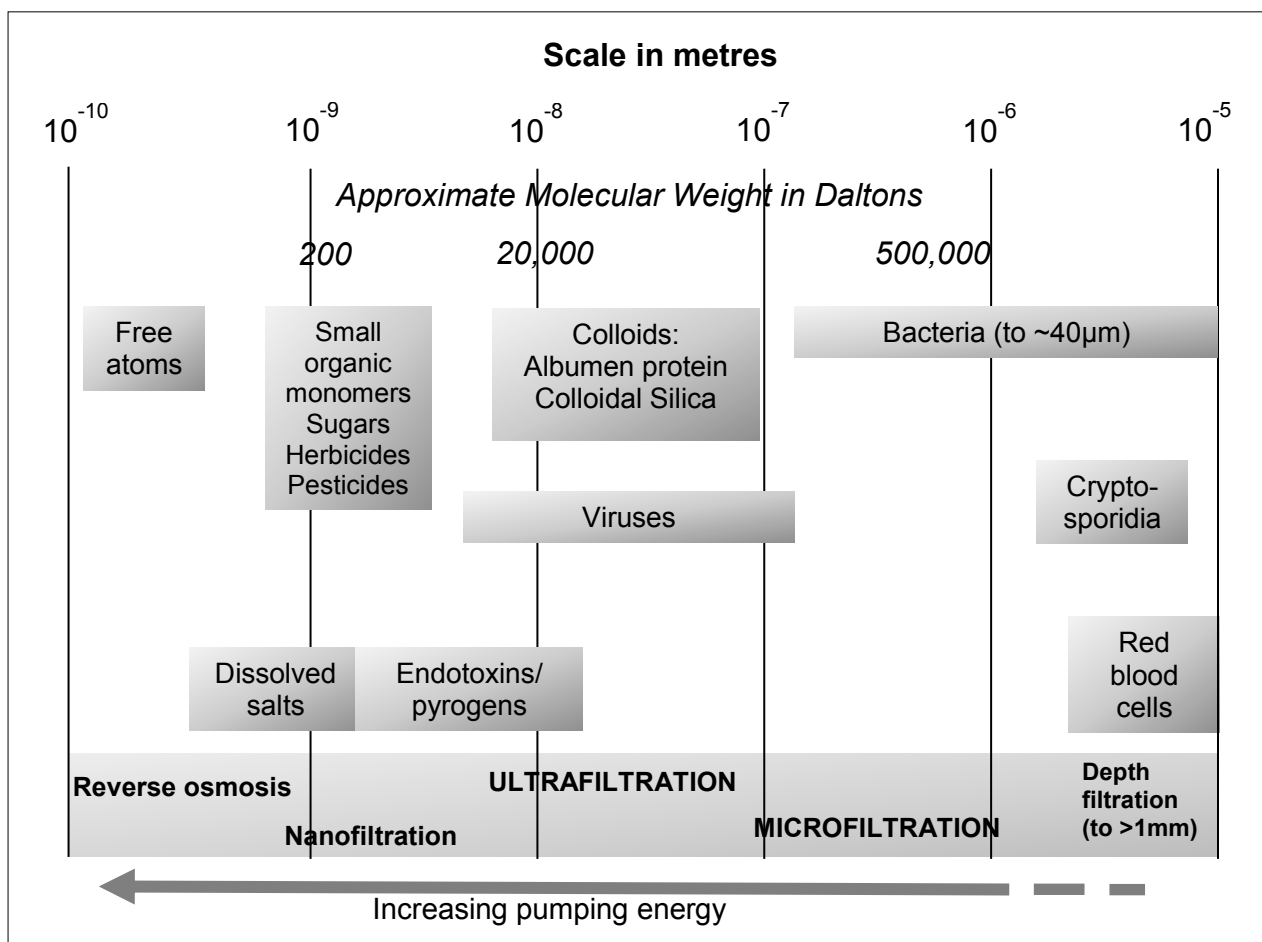 Scale in metres
10^-10 10^-9 10^-8 10^-7 10^-6 10^-5
Approximate Molecular Weight in Daltons
200 20,000 500,000
Free
atoms
Small
organic
monomers
Sugars
Herbicides
Pesticides
Colloids:
Albumen protein
Colloidal Silica
Bacteria (to ~40µm)
Viruses
Crypto-
sporidia
Dissolved
salts
Endotoxins/
pyrogens
Red
blood
cells
Reverse osmosis
Nanofiltration
ULTRAFILTRATION
MICROFILTRATION
Depth
filtration
(to >1mm)
Increasing pumping energy